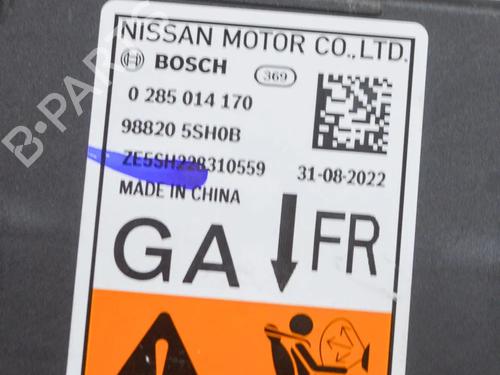 NISSAN MOTOR CO.,LTD.
BOSCH
369
0 285 014 170
98820 5SH0B
ZE5SH228310559
31-08-2022
MADE IN CHINA
GA
FR
B-PARTS